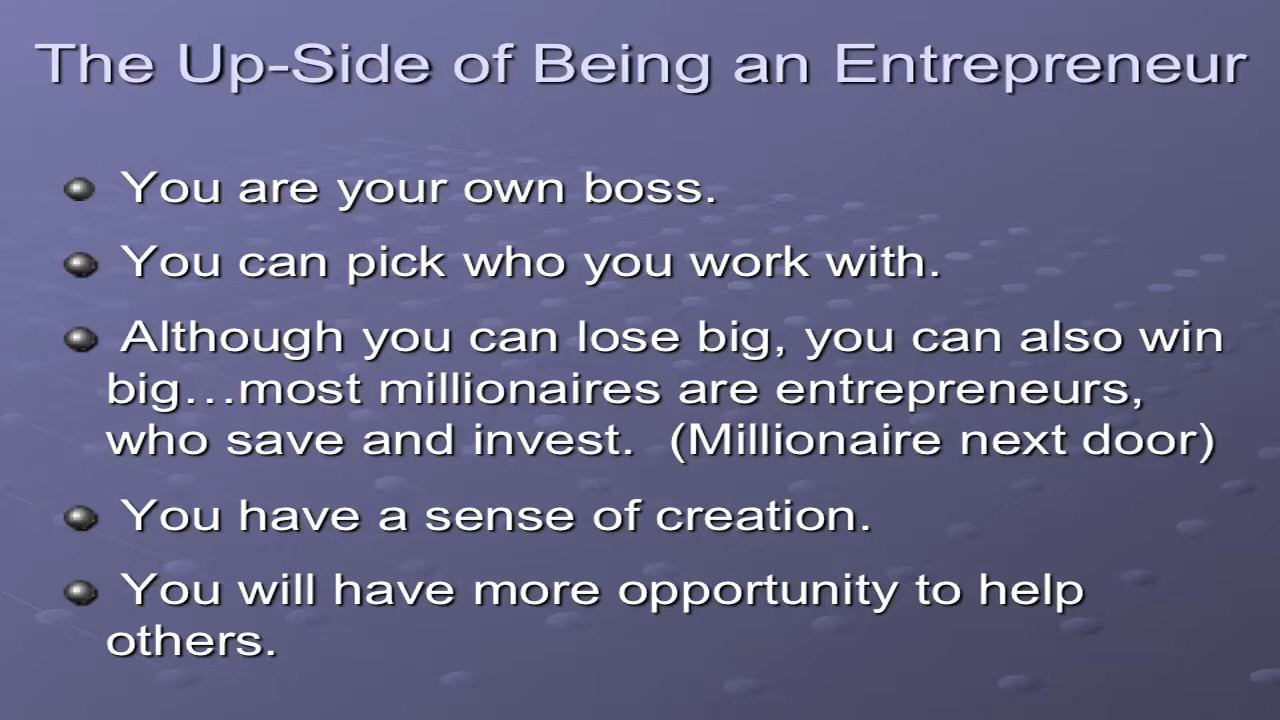 The Up-Side of Being an Entrepreneur
You are your own boss.
You can pick who you work with.
Although you can lose big, you can also win
big...most millionaires are entrepreneurs,
who save and invest.  (Millionaire next door)
You have a sense of creation.
You will have more opportunity to help
others.